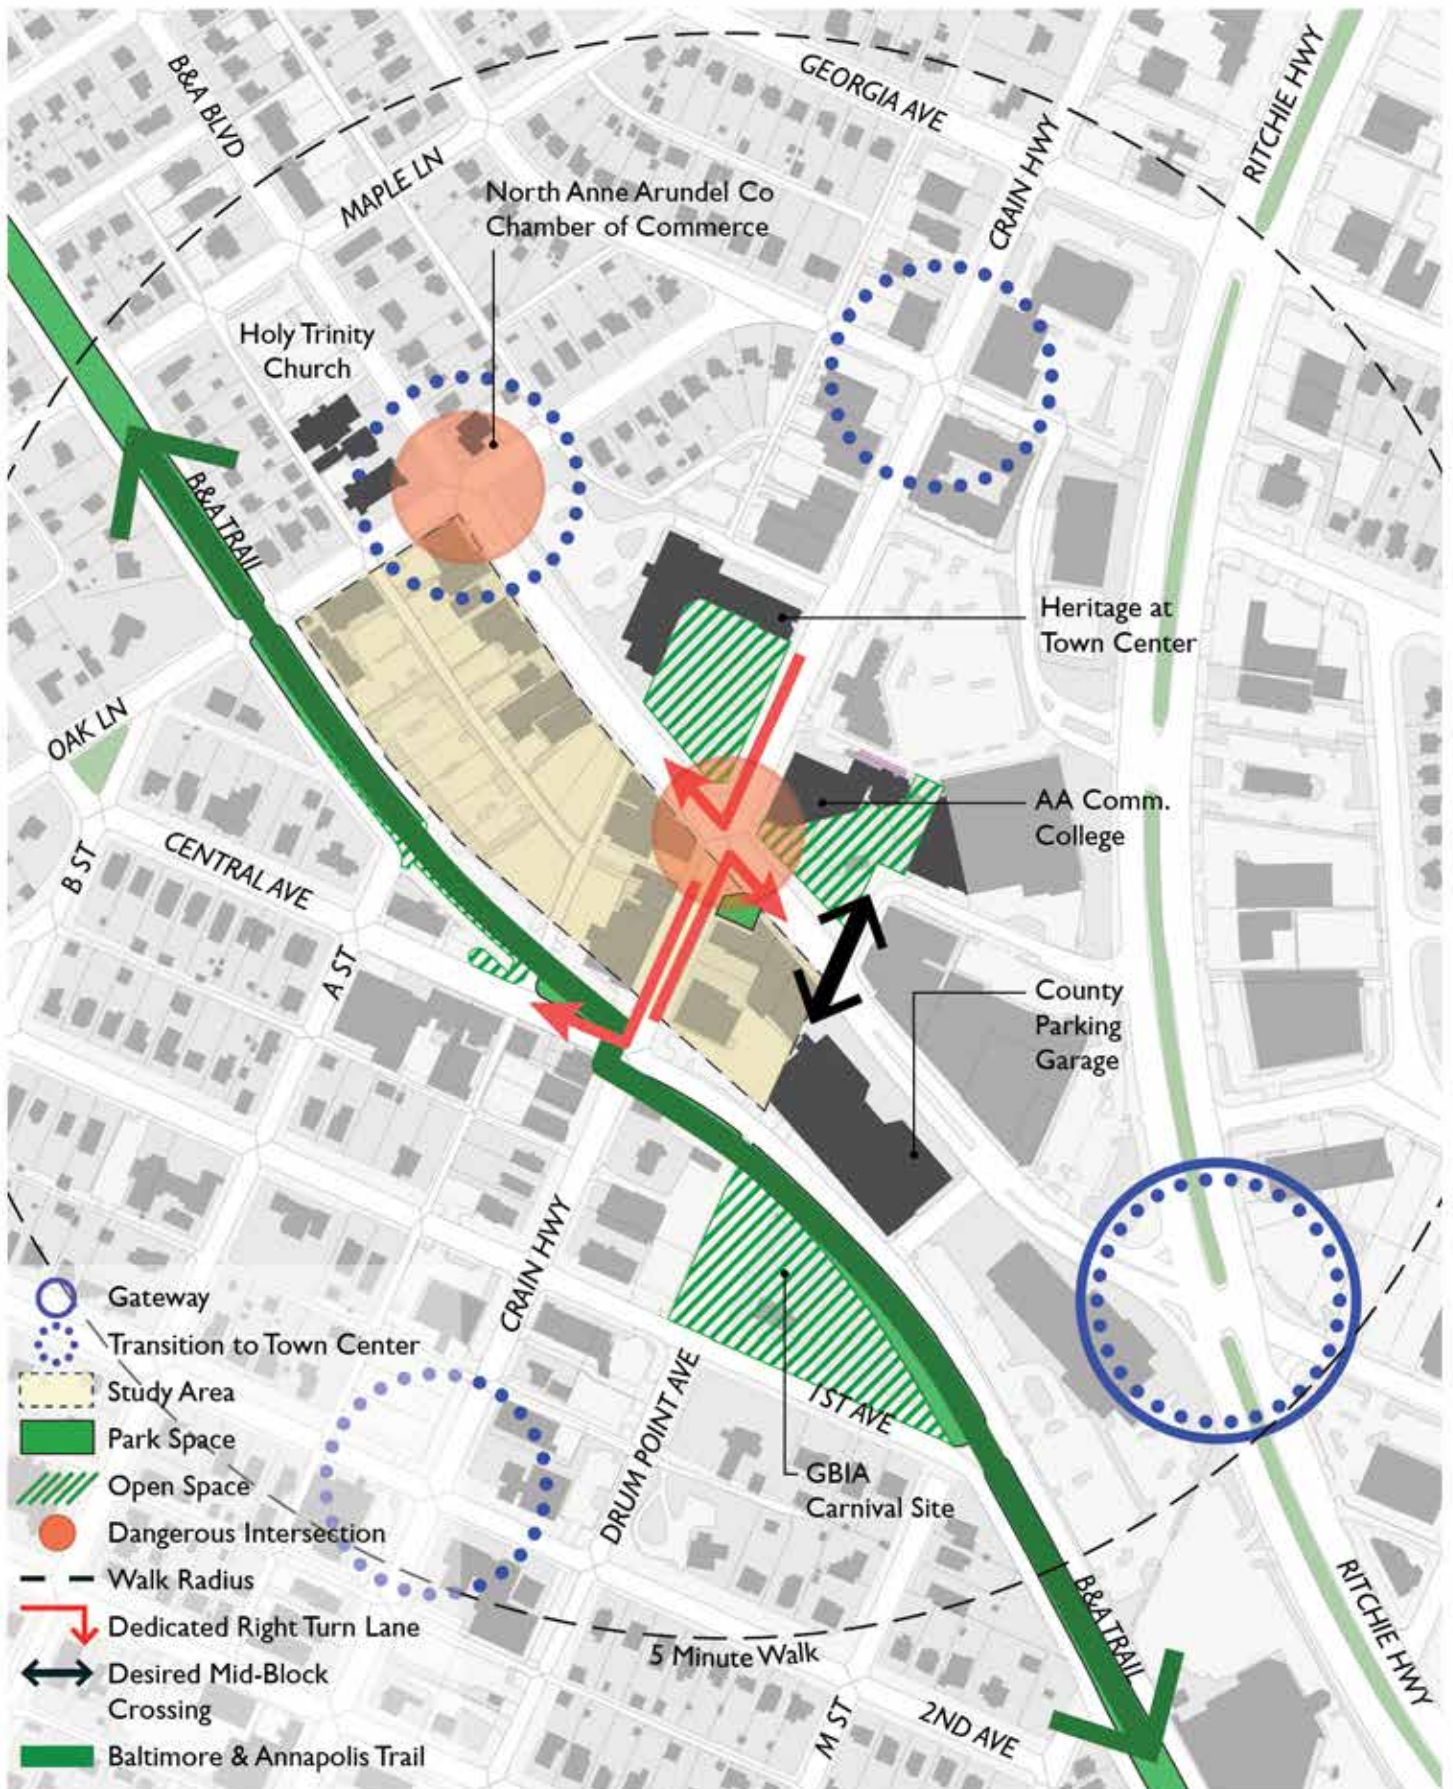 B&A BLVD
GEORGIA AVE
RITCHIE HWY
CRAIN HWY
MAPLE LN
North Anne Arundel Co
Chamber of Commerce
Holy Trinity
Church
B&A TRAIL
Heritage at
Town Center
OAK LN
AA Comm.
College
B ST
CENTRAL AVE
A ST
County
Parking
Garage
CRAIN HWY
DRUM POINT AVE
1ST AVE
GBIA
Carnival Site
5 Minute Walk
B&A TRAIL
RITCHIE HWY
M ST
2ND AVE
Gateway
Transition to Town Center
Study Area
Park Space
Open Space
Dangerous Intersection
Walk Radius
Dedicated Right Turn Lane
Desired Mid-Block
Crossing
Baltimore & Annapolis Trail